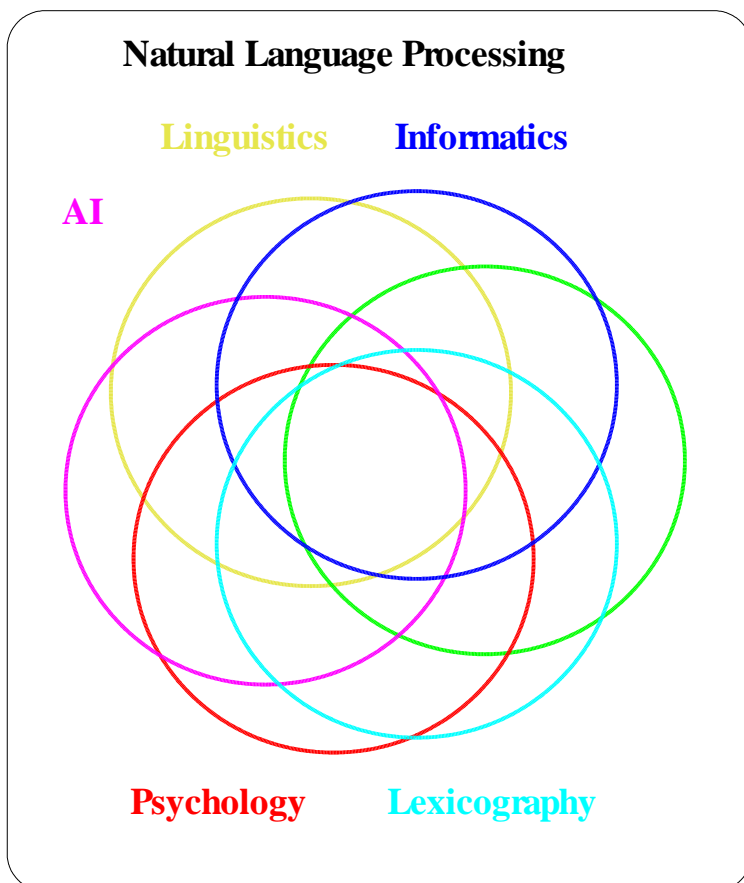 Natural Language Processing
Linguistics Informatics
AI
Psychology Lexicography